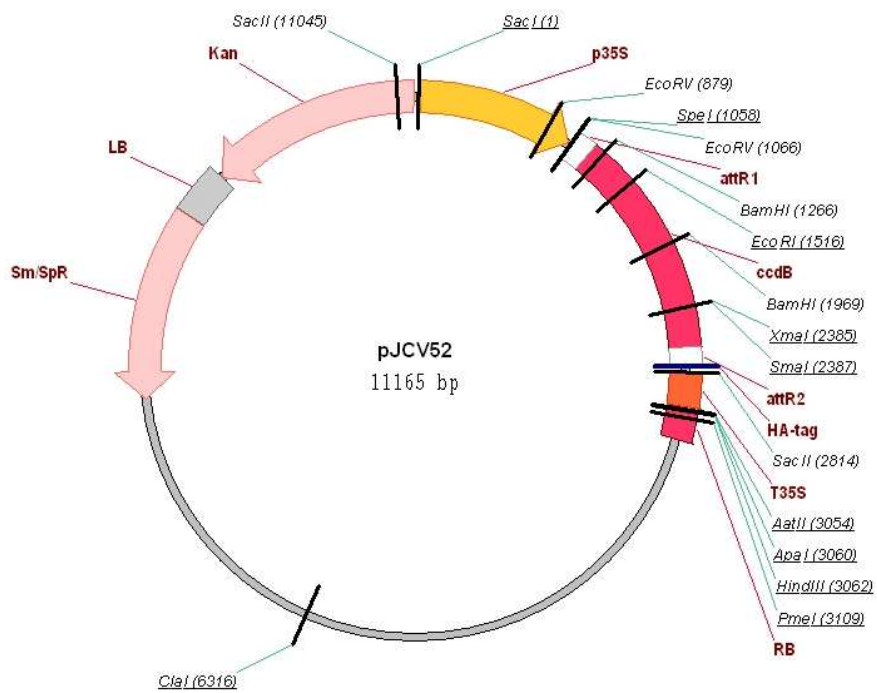 SacII (11045)
SacI (1)
Kan
p35S
EcoRV (879)
SpeI (1058)
EcoRV (1066)
LB
attR1
BamHI (1266)
EcoRI (1516)
Sm/SpR
ccdB
BamHI (1969)
XmaI (2385)
pJCV52
SmaI (2387)
11165 bp
attR2
HA-tag
SacII (2814)
T35S
AatII (3054)
ApaI (3060)
HindIII (3062)
PmeI (3109)
RB
ClaI (6316)